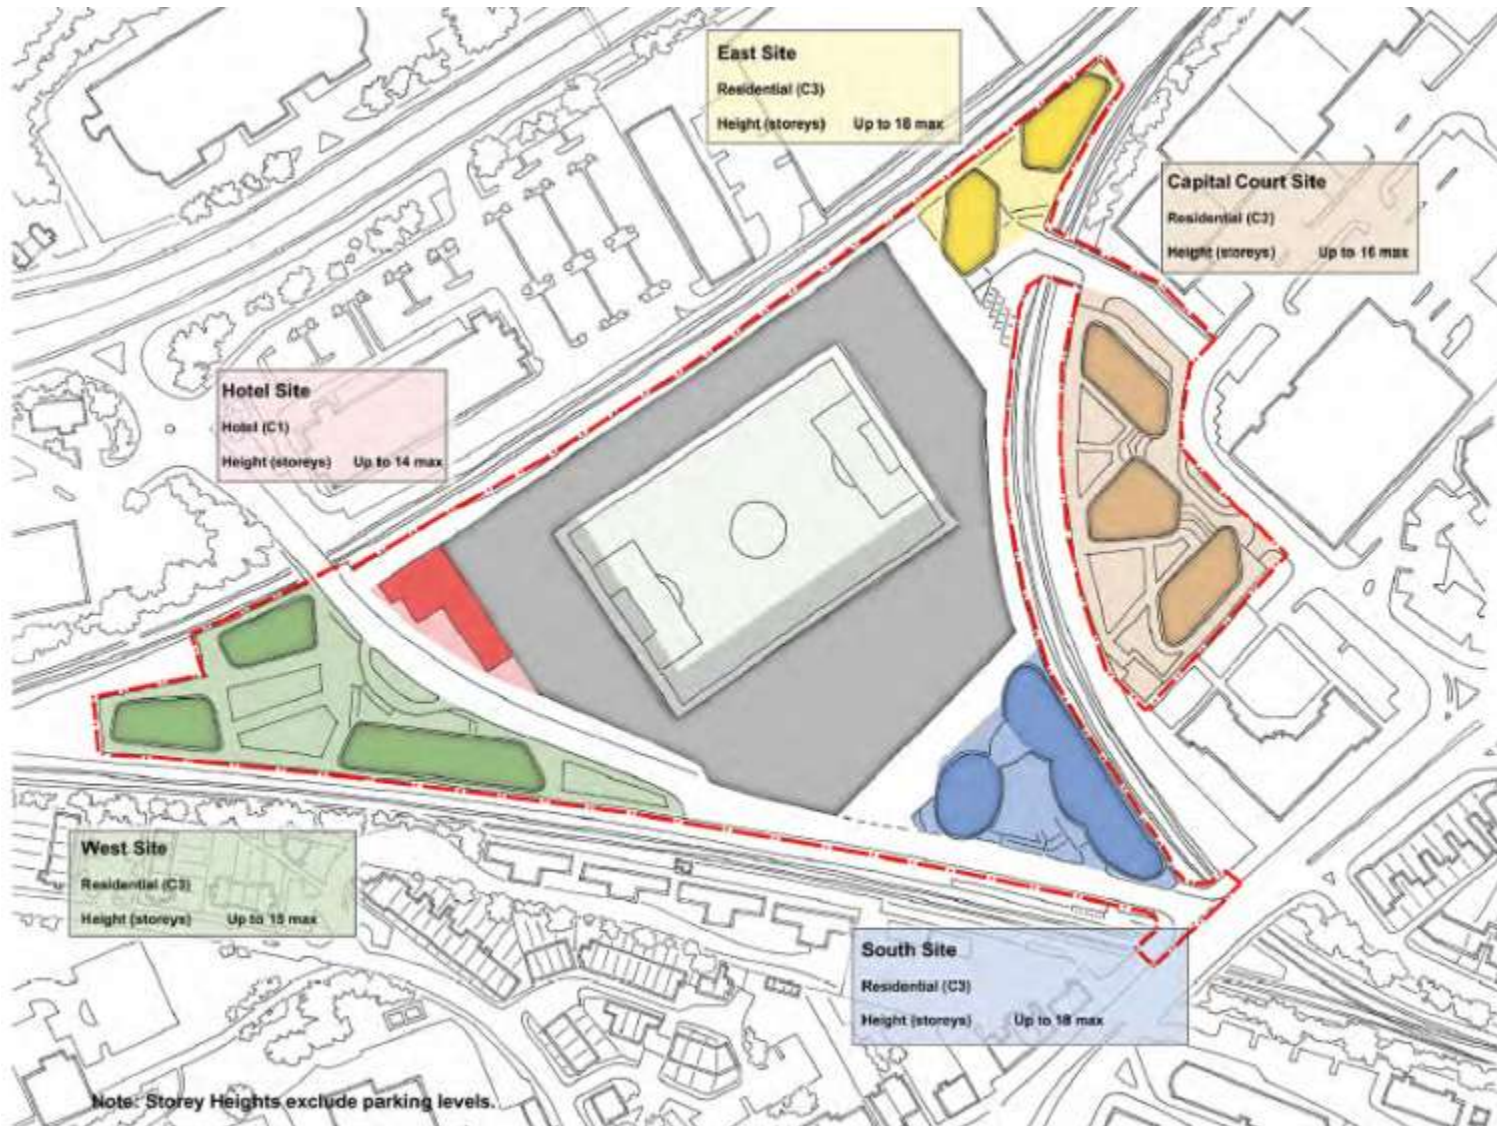 East Site
Residential (C3)
Height (storeys) Up to 18 max
Capital Court Site
Residential (C3)
Height (storeys) Up to 16 max
Hotel Site
Hotel (C1)
Height (storeys) Up to 14 max
West Site
Residential (C3)
Height (storeys) Up to 15 max
South Site
Residential (C3)
Height (storeys) Up to 18 max
Note: Storey Heights exclude parking levels.